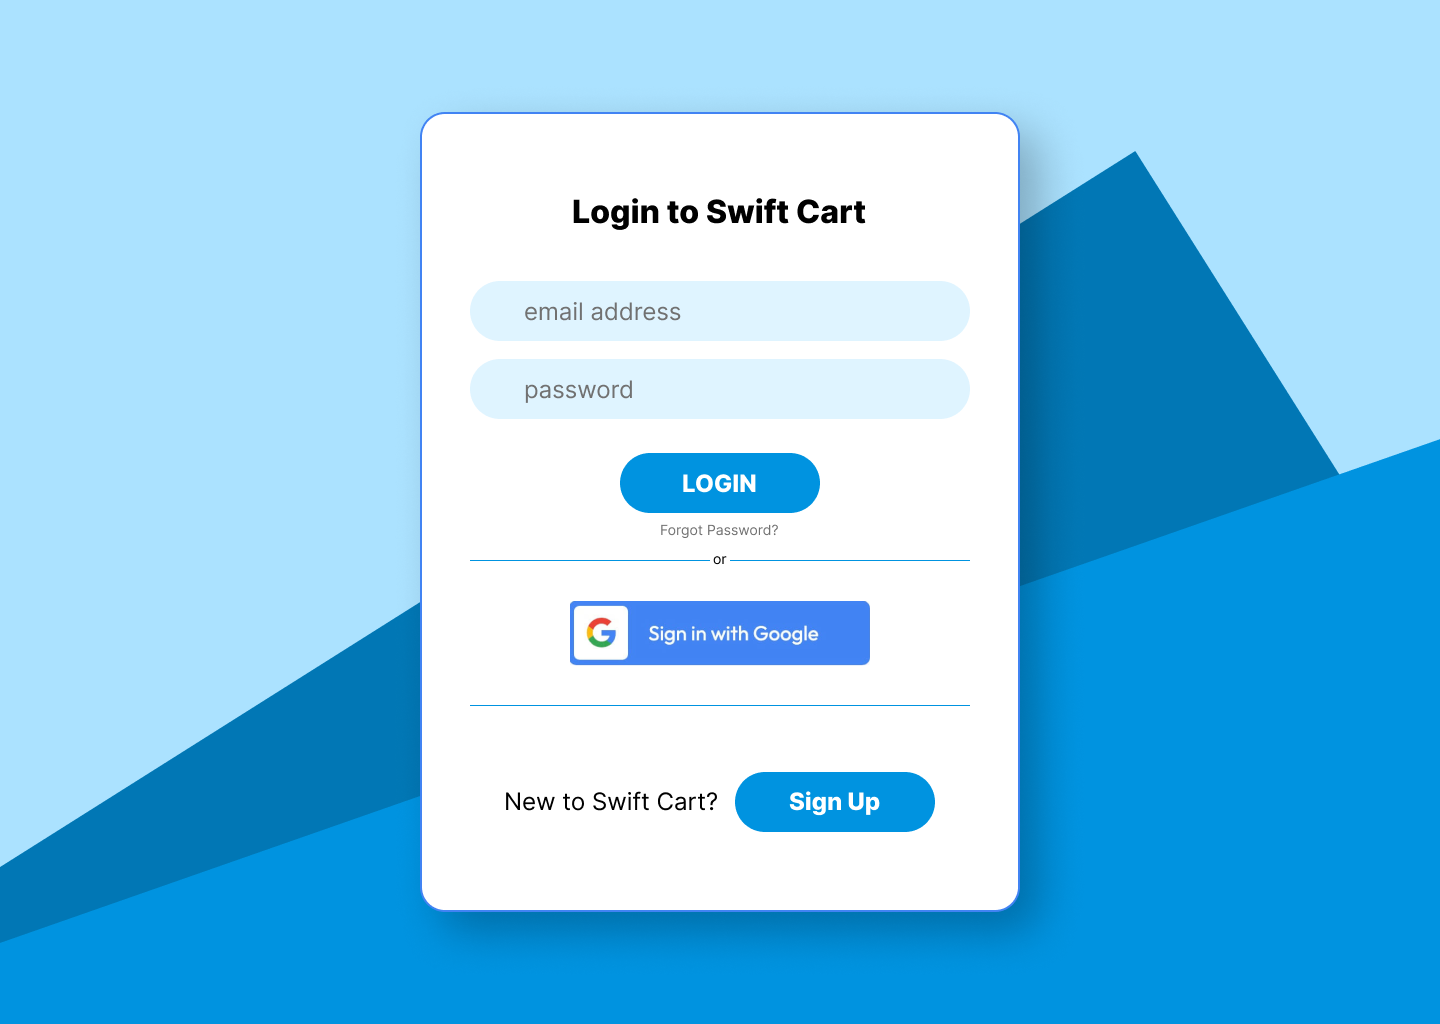 Login to Swift Cart
email address
password
LOGIN
Forgot Password?
or
Sign in with Google
New to Swift Cart? Sign Up